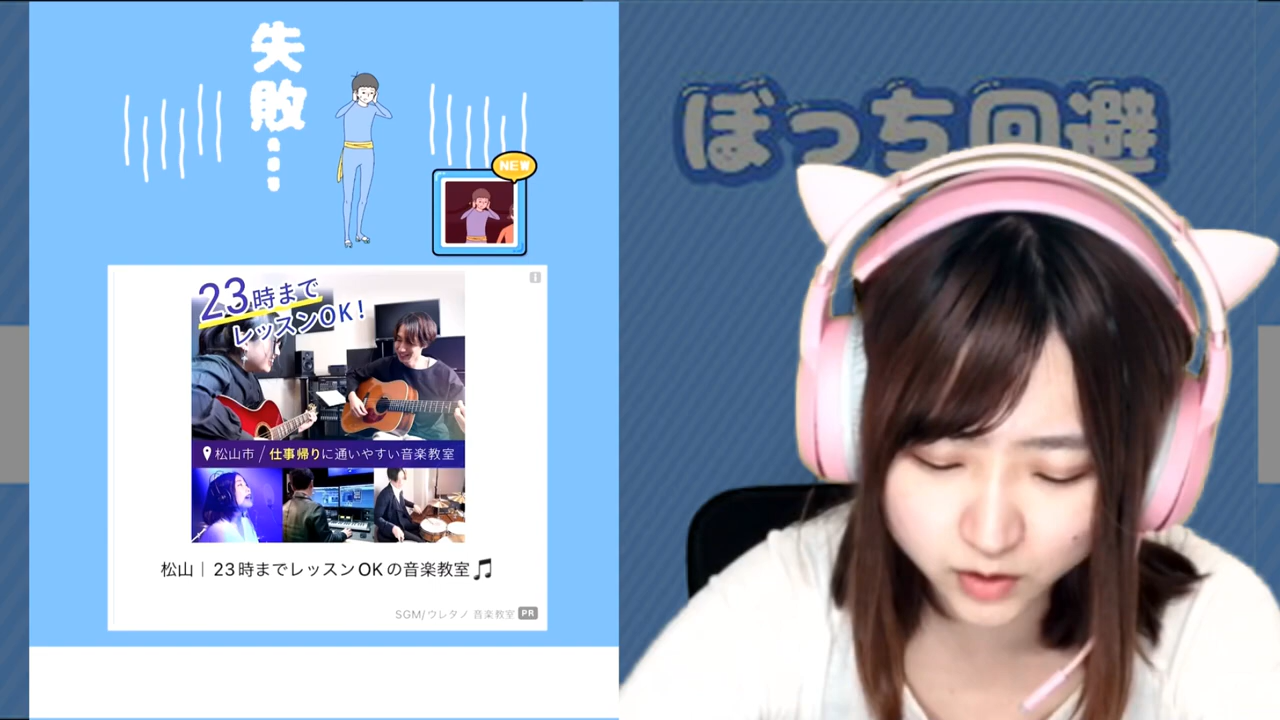 失敗…
NEW
23時まで
レッスンOK!
松山市 / 仕事帰りに通いやすい音楽教室
松山｜23時までレッスンOKの音楽教室🎵
SGM/ウレタノ 音楽教室 PR
ぼっち回避